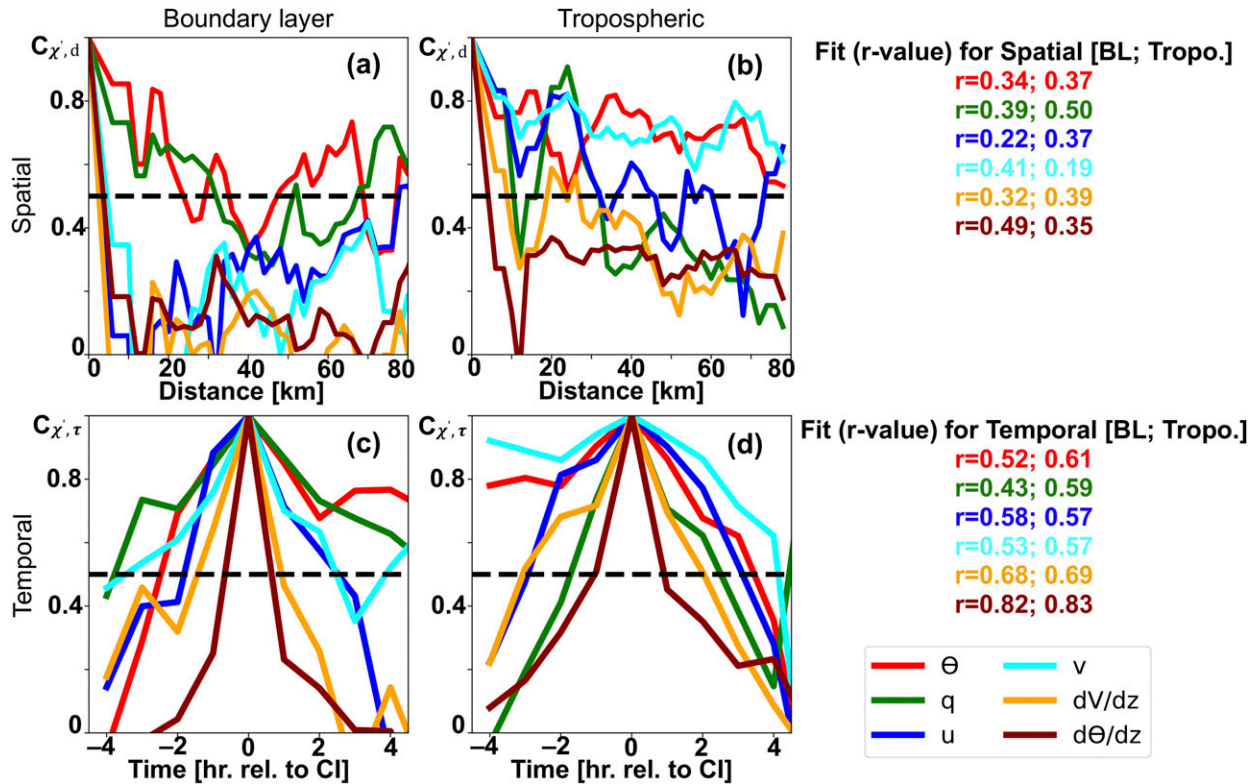 Boundary layer
Tropospheric
Cχ′,d
(a)
0.8
0.4
0
Spatial
0 20 40 60 80
Distance [km]
Cχ′,d
(b)
0.8
0.4
0
0 20 40 60 80
Distance [km]
Fit (r-value) for Spatial [BL; Tropo.]
r=0.34; 0.37
r=0.39; 0.50
r=0.22; 0.37
r=0.41; 0.19
r=0.32; 0.39
r=0.49; 0.35
Cχ′,τ
(c)
0.8
0.4
0
Temporal
−4 −2 0 2 4
Time [hr. rel. to CI]
Cχ′,τ
(d)
0.8
0.4
0
−4 −2 0 2 4
Time [hr. rel. to CI]
Fit (r-value) for Temporal [BL; Tropo.]
r=0.52; 0.61
r=0.43; 0.59
r=0.58; 0.57
r=0.53; 0.57
r=0.68; 0.69
r=0.82; 0.83
Θ
q
u
v
dV/dz
dΘ/dz